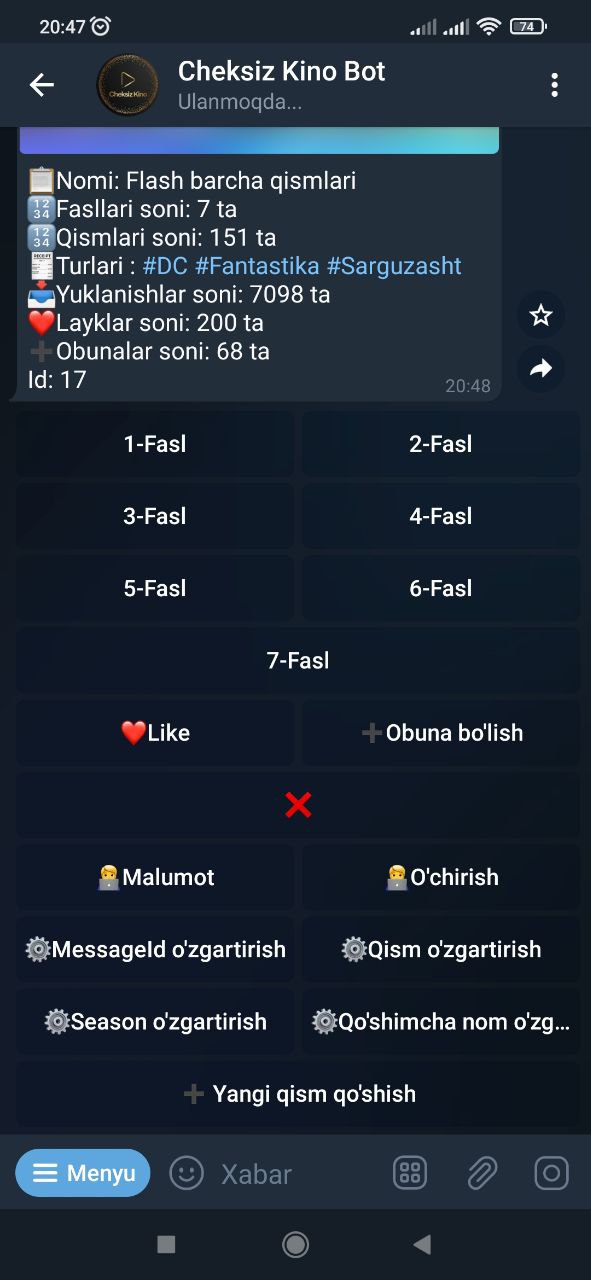 20:47
74
Cheksiz Kino Bot
Cheksiz Kino
Ulanmoqda...
Nomi: Flash barcha qismlari
Fasllari soni: 7 ta
Qismlari soni: 151 ta
Turlari : #DC #Fantastika #Sarguzasht
Yuklanishlar soni: 7098 ta
Layklar soni: 200 ta
Obunalar soni: 68 ta
Id: 17
20:48
1-Fasl
2-Fasl
3-Fasl
4-Fasl
5-Fasl
6-Fasl
7-Fasl
Like
Obuna bo'lish
Malumot
O'chirish
MessageId o'zgartirish
Qism o'zgartirish
Season o'zgartirish
Qo'shimcha nom o'zg...
Yangi qism qo'shish
Menyu
Xabar